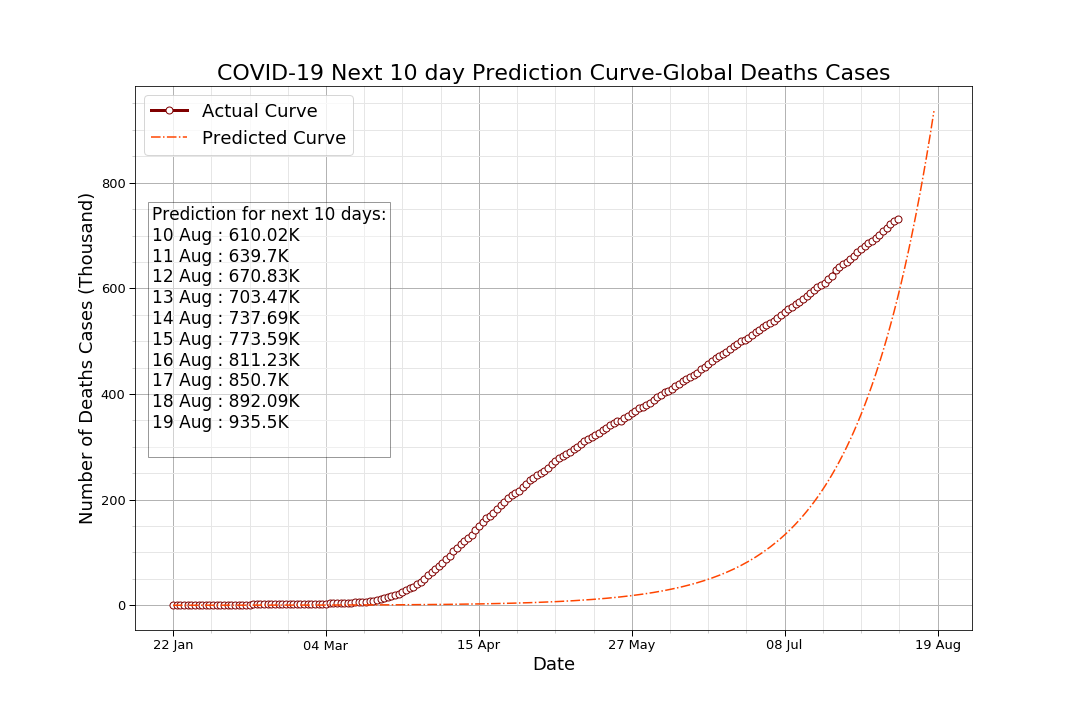 COVID-19 Next 10 day Prediction Curve-Global Deaths Cases
Actual Curve
Predicted Curve
Prediction for next 10 days:
10 Aug : 610.02K
11 Aug : 639.7K
12 Aug : 670.83K
13 Aug : 703.47K
14 Aug : 737.69K
15 Aug : 773.59K
16 Aug : 811.23K
17 Aug : 850.7K
18 Aug : 892.09K
19 Aug : 935.5K
Number of Deaths Cases (Thousand)
800
600
400
200
0
22 Jan
04 Mar
15 Apr
27 May
08 Jul
19 Aug
Date